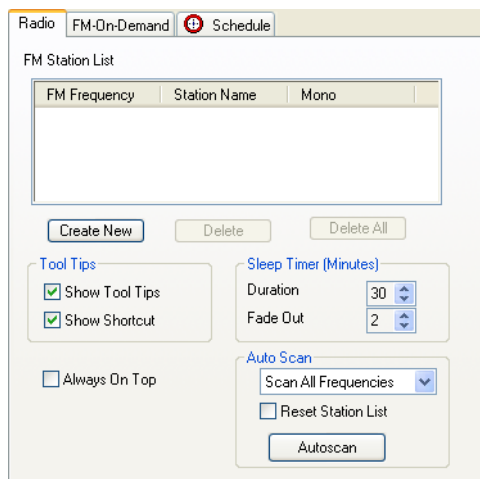 Radio FM-On-Demand Schedule
FM Station List
FM Frequency Station Name Mono
Create New Delete Delete All
Tool Tips
Show Tool Tips
Show Shortcut
Sleep Timer (Minutes)
Duration 30
Fade Out 2
Always On Top
Auto Scan
Scan All Frequencies
Reset Station List
Autoscan